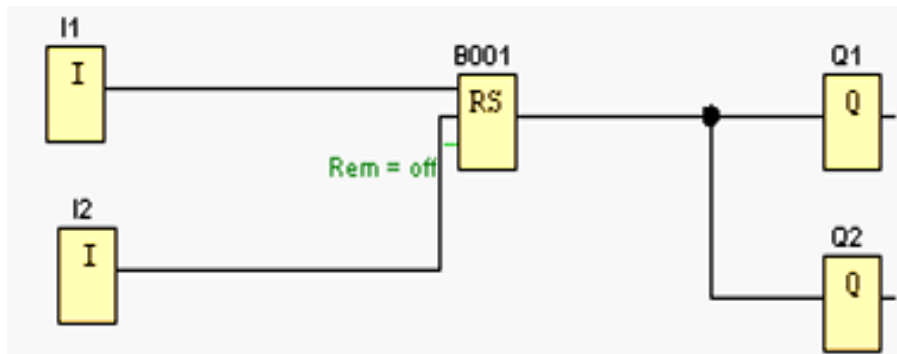 I1
I
B001
RS
Rem = off
Q1
Q
I2
I
Q2
Q